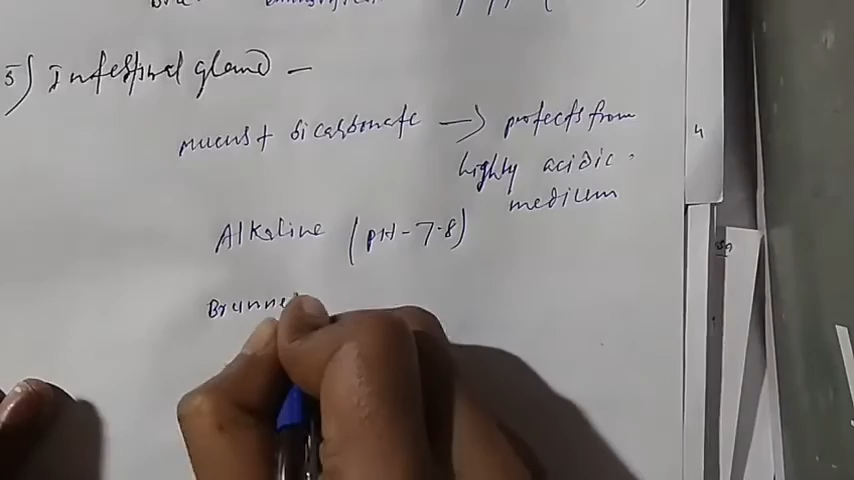 5) Intestinal gland —
mucus + bicarbonate → protects from
highly acidic
medium
Alkaline (pH - 7.8)
Brunne